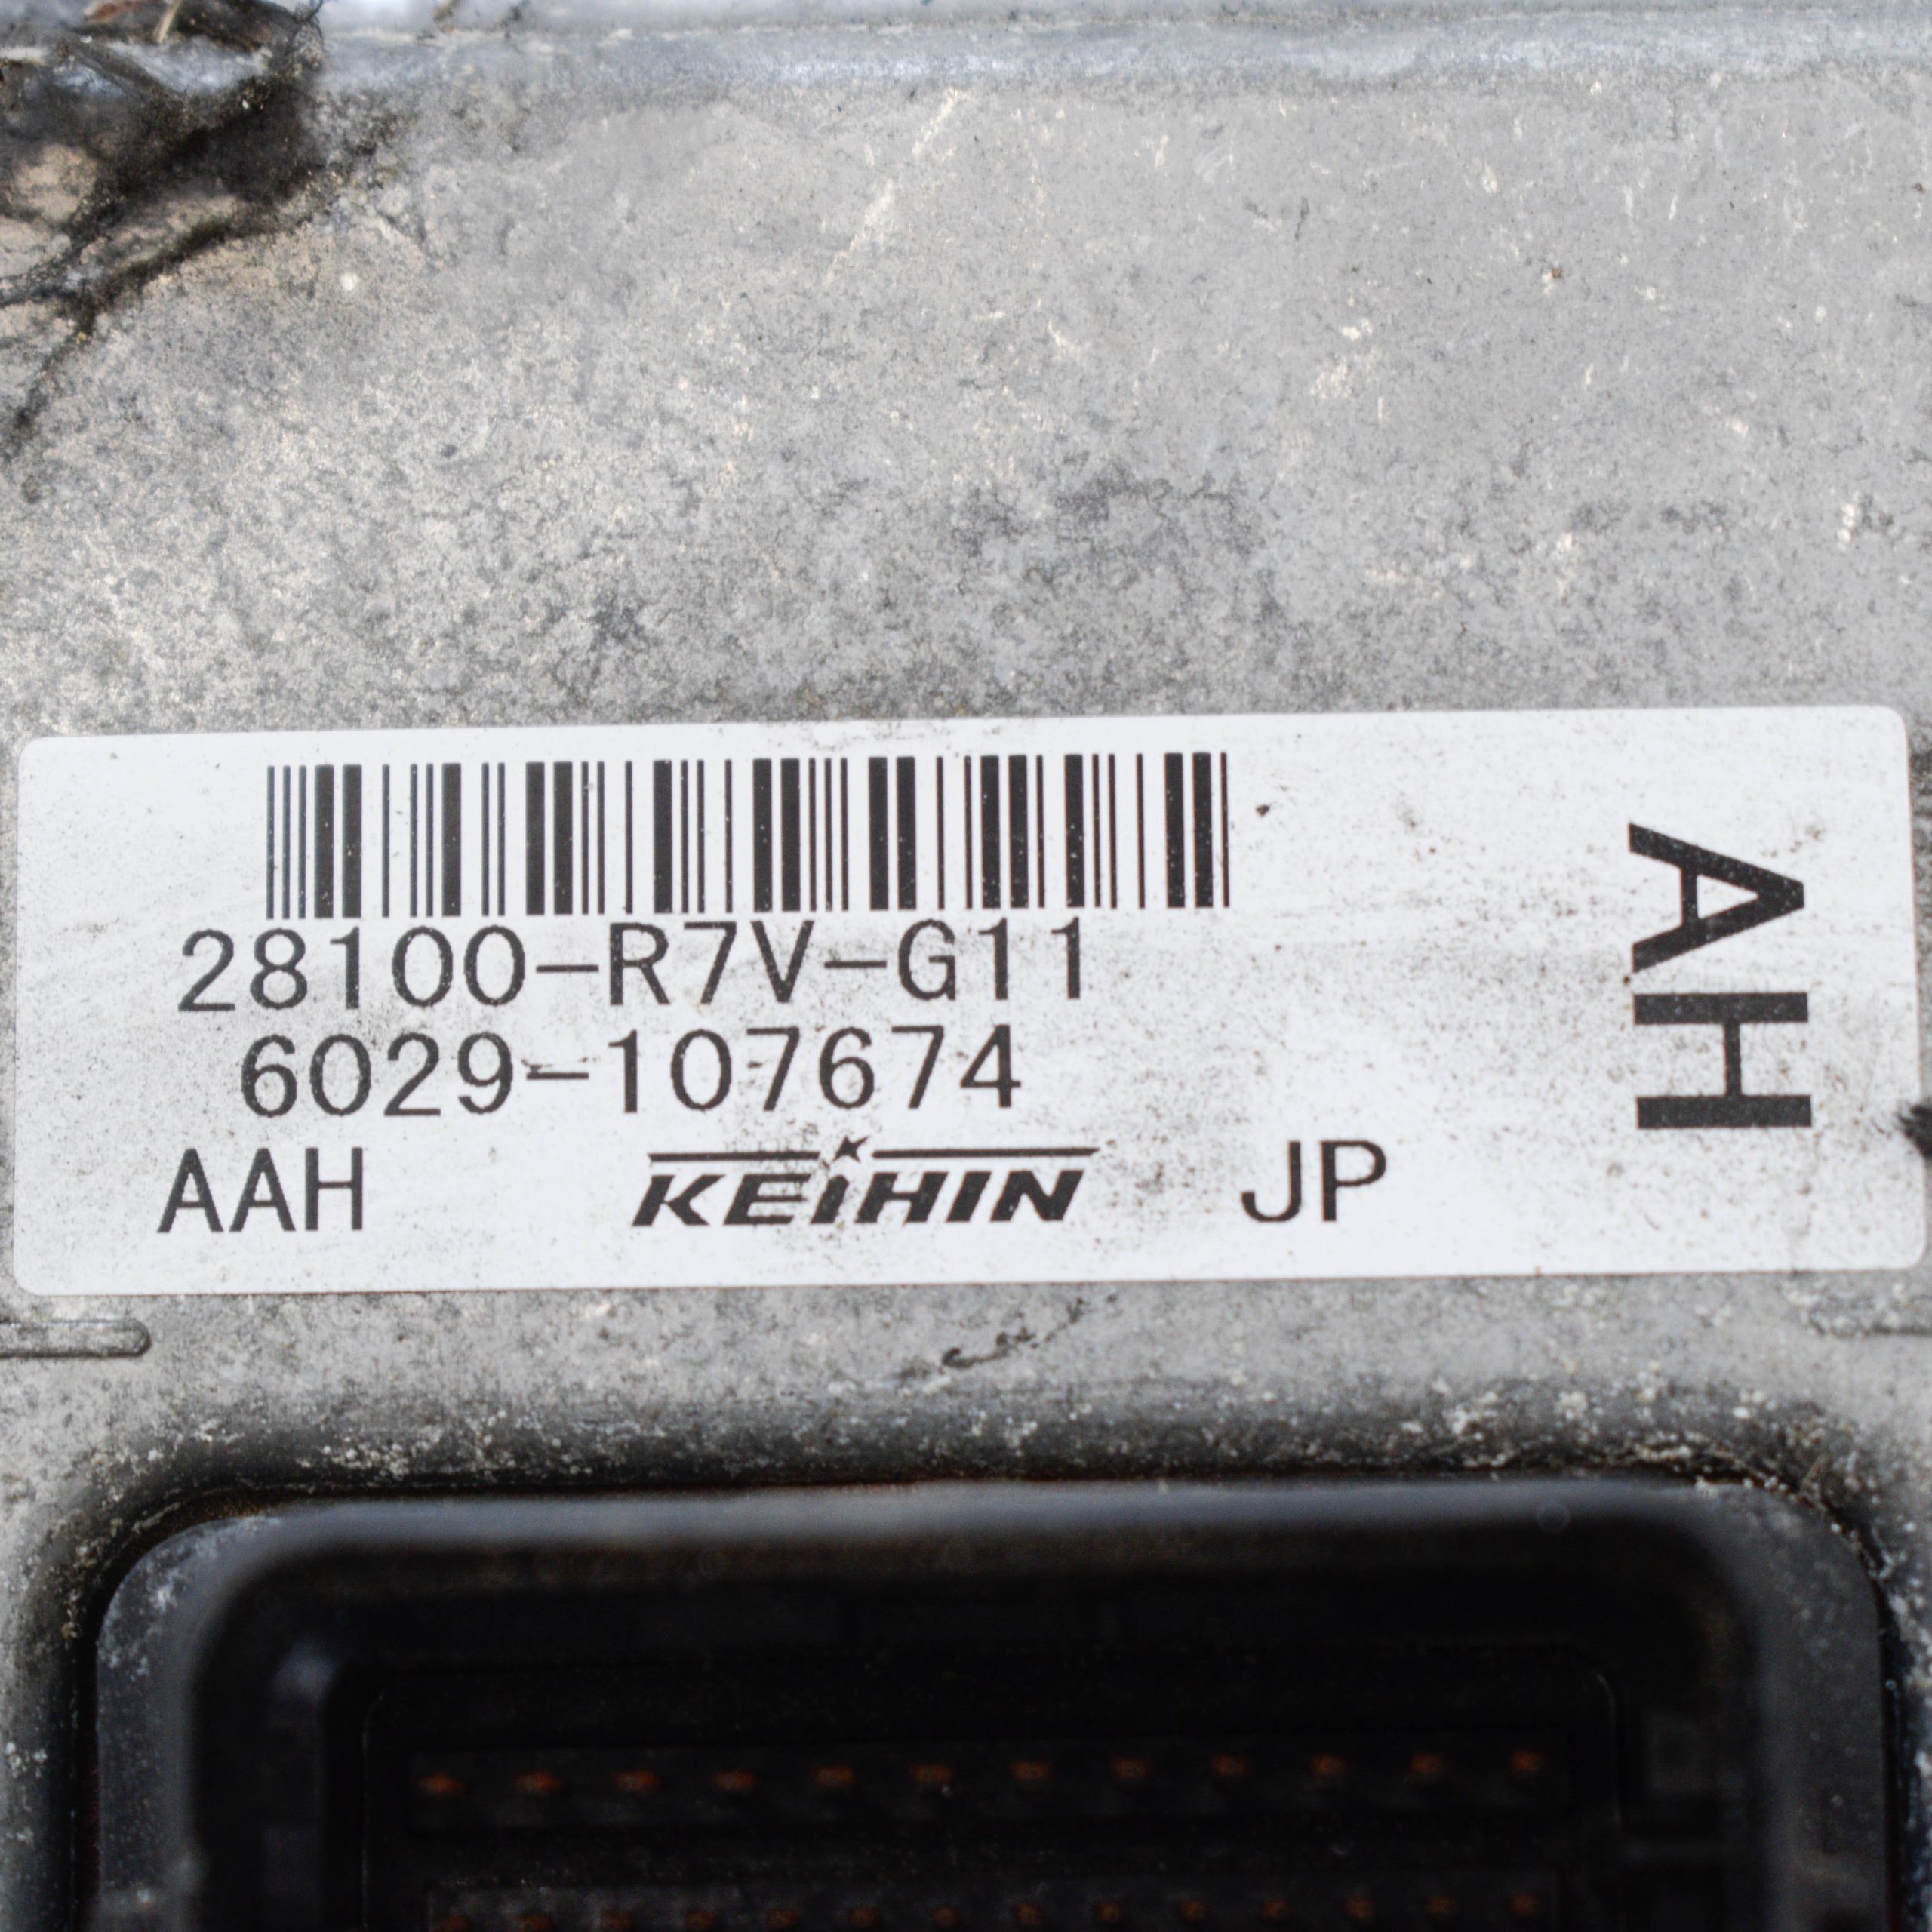 28100-R7V-G11
6029-107674
AAH KEIHIN JP
AH